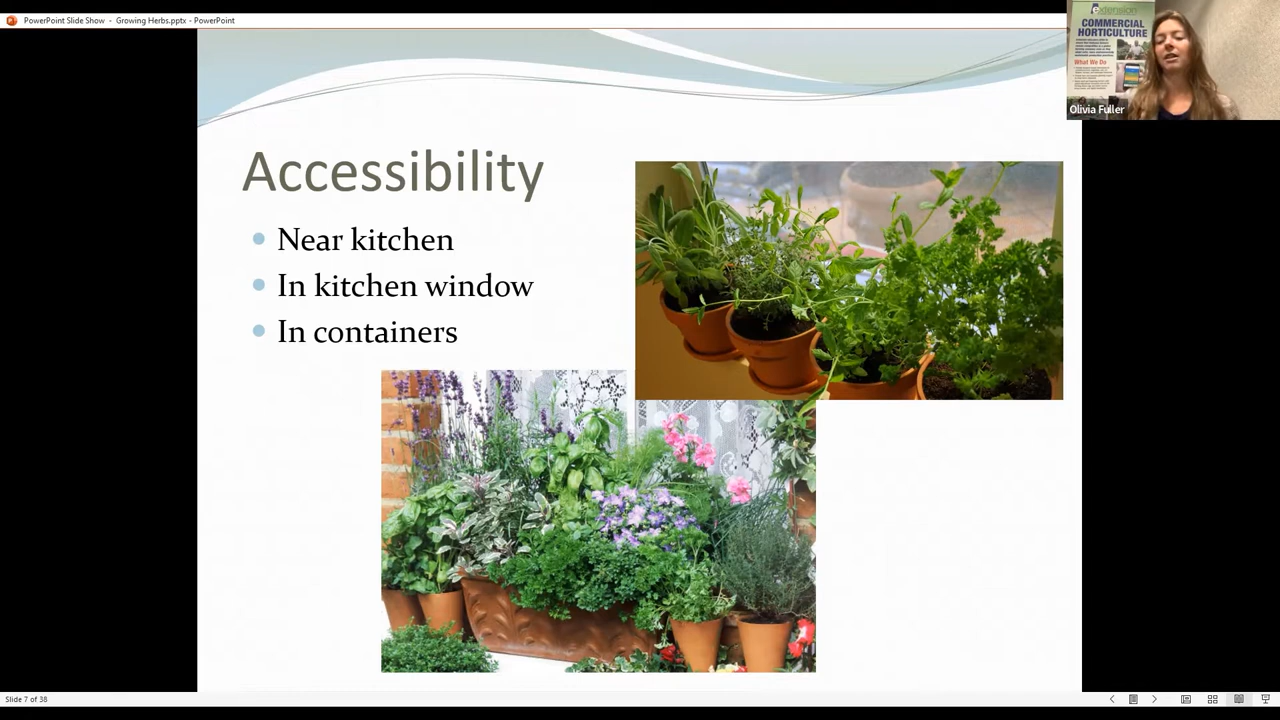 PowerPoint Slide Show - Growing Herbs.pptx - PowerPoint
extension
COMMERCIAL
HORTICULTURE
What We Do
Olivia Fuller
Accessibility
Near kitchen
In kitchen window
In containers
Slide 7 of 38